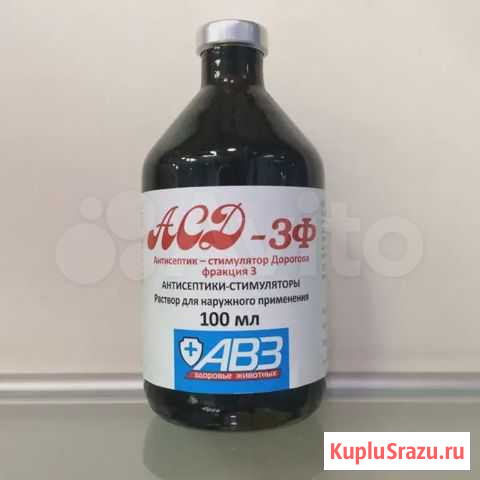 АСД-3Ф
Антисептик – стимулятор Дорогова
фракция 3
АНТИСЕПТИКИ-СТИМУЛЯТОРЫ
Раствор для наружного применения
100 мл
АВЗ
здоровье животных
Avito
KupluSrazu.ru